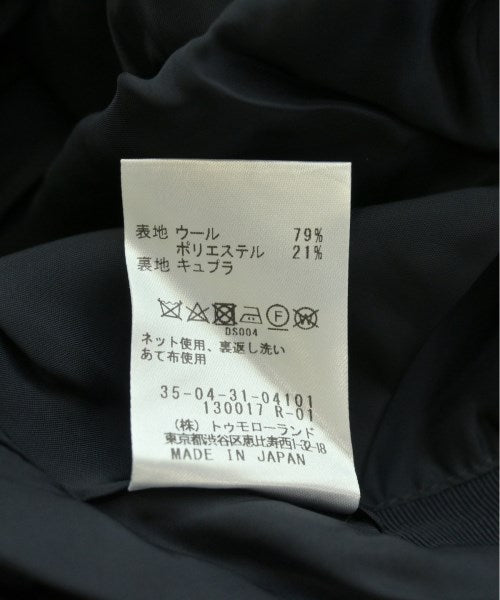 表地 ウール 79%
ポリエステル 21%
裏地 キュプラ
F W
DS004
ネット使用、裏返し洗い
あて布使用
35-04-31-04101
130017 R-01
(株) トゥモローランド
東京都渋谷区恵比寿西1-32-18
MADE IN JAPAN